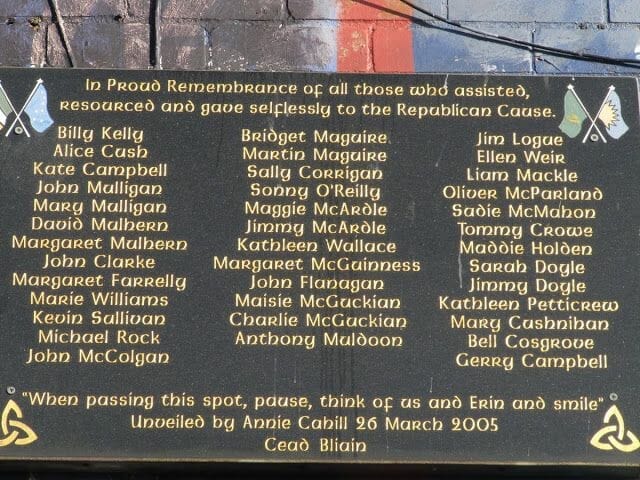 In Proud Remembrance of all those who assisted,
resourced and gave selflessly to the Republican Cause.
Billy Kelly
Alice Cush
Kate Campbell
John Mulligan
Mary Mulligan
David Mulhern
Margaret Mulhern
John Clarke
Margaret Farrelly
Marie Williams
Kevin Sullivan
Michael Rock
John McColgan
Bridget Maguire
Martin Maguire
Sally Corrigan
Sonny O'Reilly
Maggie McArdle
Jimmy McArdle
Kathleen Wallace
Margaret McGuinness
John Flanagan
Maisie McGuckian
Charlie McGuckian
Anthony Muldoon
Jim Logue
Ellen Weir
Liam Mackle
Oliver McParland
Sadie McMahon
Tommy Crowe
Maddie Holden
Sarah Doyle
Jimmy Doyle
Kathleen Petticrew
Mary Cushnihan
Bell Cosgrove
Gerry Campbell
"When passing this spot, pause, think of us and Erin and smile"
Unveiled by Annie Cahill 26 March 2005
Cead Bliain